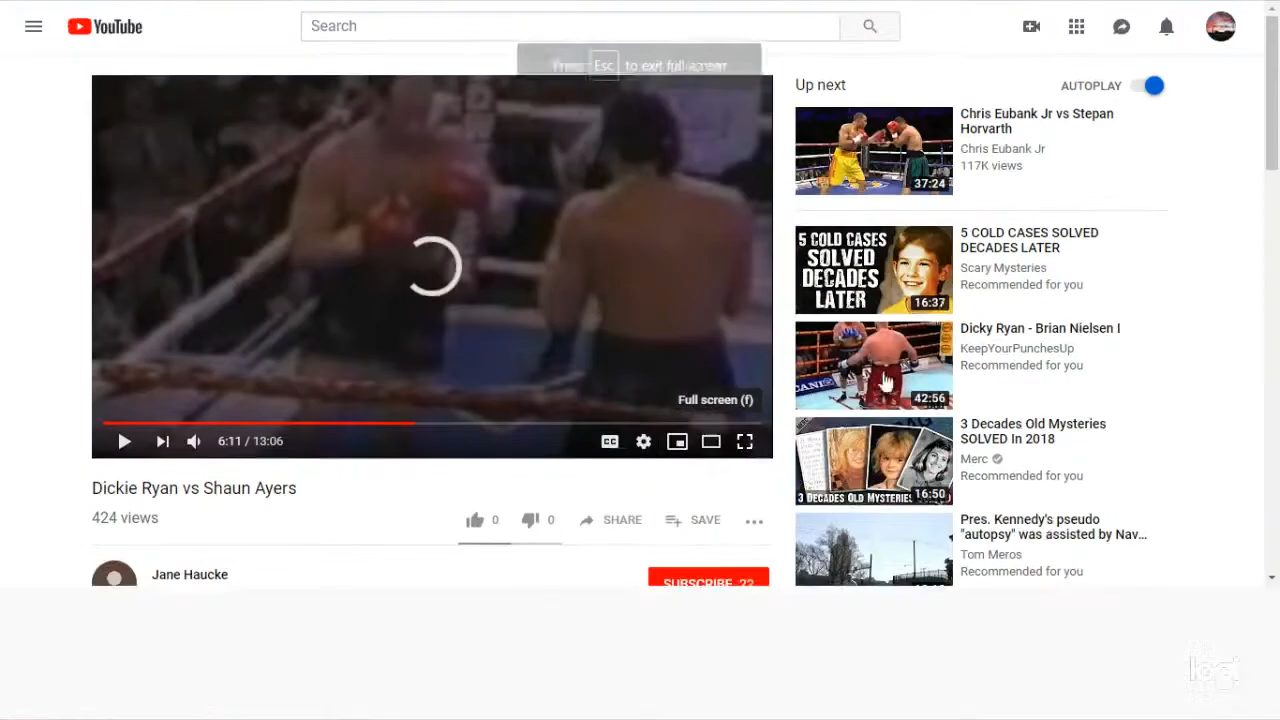 YouTube
Search
Esc to exit full screen
Up next
AUTOPLAY
Chris Eubank Jr vs Stepan
Horvarth
Chris Eubank Jr
117K views
37:24
5 COLD CASES
SOLVED
DECADES
LATER
16:37
5 COLD CASES SOLVED
DECADES LATER
Scary Mysteries
Recommended for you
42:56
Dicky Ryan - Brian Nielsen I
KeepYourPunchesUp
Recommended for you
3 DECADES OLD MYSTERIES
16:50
3 Decades Old Mysteries
SOLVED In 2018
Merc
Recommended for you
Pres. Kennedy's pseudo
"autopsy" was assisted by Nav...
Tom Meros
Recommended for you
Full screen (f)
6:11 / 13:06
CC
Dickie Ryan vs Shaun Ayers
424 views
0
0
SHARE
SAVE
Jane Haucke
SUBSCRIBE 23